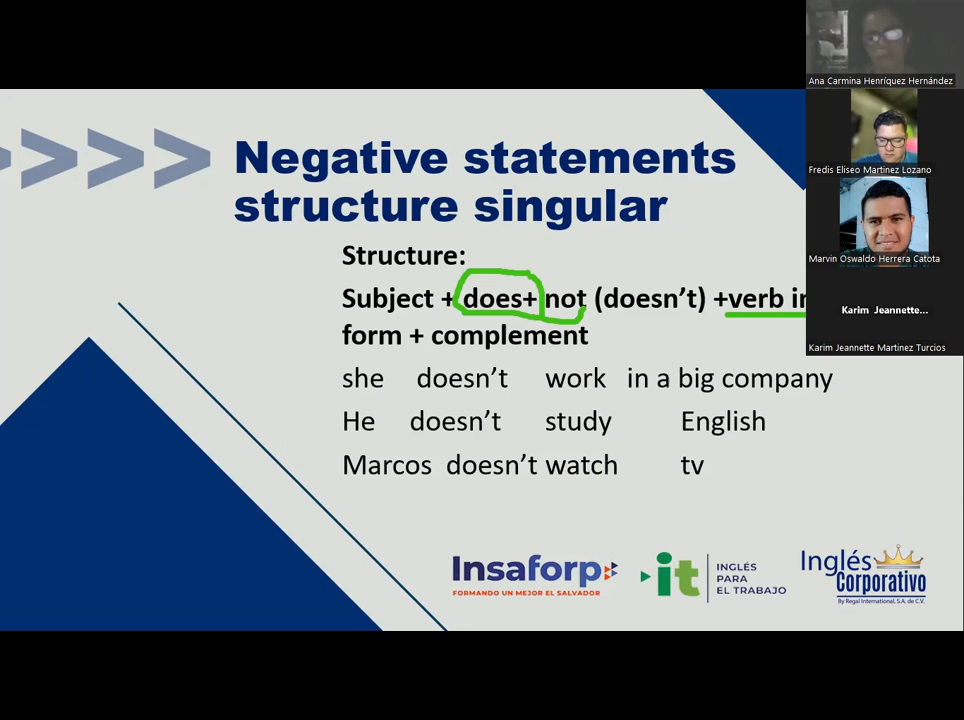 Negative statements
structure singular
Structure:
Subject + does+ not (doesn't) +verb
form + complement
she doesn't work in a big company
He doesn't study English
Marcos doesn't watch tv
Insaforp
FORMANDO UN MEJOR EL SALVADOR
it
INGLÉS
PARA
EL TRABAJO
Inglés
Corporativo
By Regal International, S.A. de C.V.
Ana Carmina Henríquez Hernández
Fredis Eliseo Martinez Lozano
Marvin Oswaldo Herrera Catota
Karim Jeannette...
Karim Jeannette Martinez Turcios